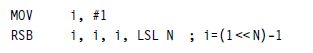 MOV i, #1
RSB i, i, i, LSL N ; i=(1<<N)-1